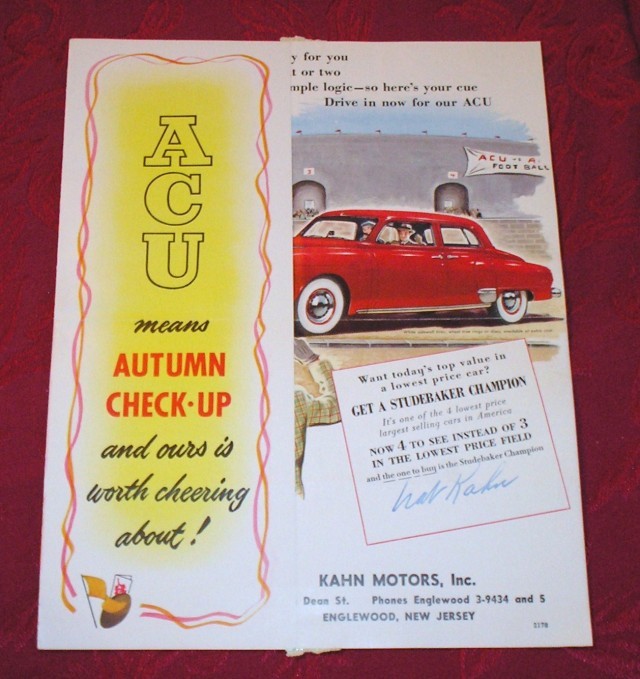 ACU
means
AUTUMN
CHECK-UP
and ours is
worth cheering
about!
y for you
t or two
mple logic—so here's your cue
Drive in now for our ACU
ACU
FOOT BALL
Want today's top value in
a lowest price car?
GET A STUDEBAKER CHAMPION
It's one of the 4 lowest price
largest selling cars in America
NOW 4 TO SEE INSTEAD OF 3
IN THE LOWEST PRICE FIELD
and the one to buy is the Studebaker Champion
Nat Kahn
KAHN MOTORS, Inc.
Dean St. Phones Englewood 3-9434 and 5
ENGLEWOOD, NEW JERSEY